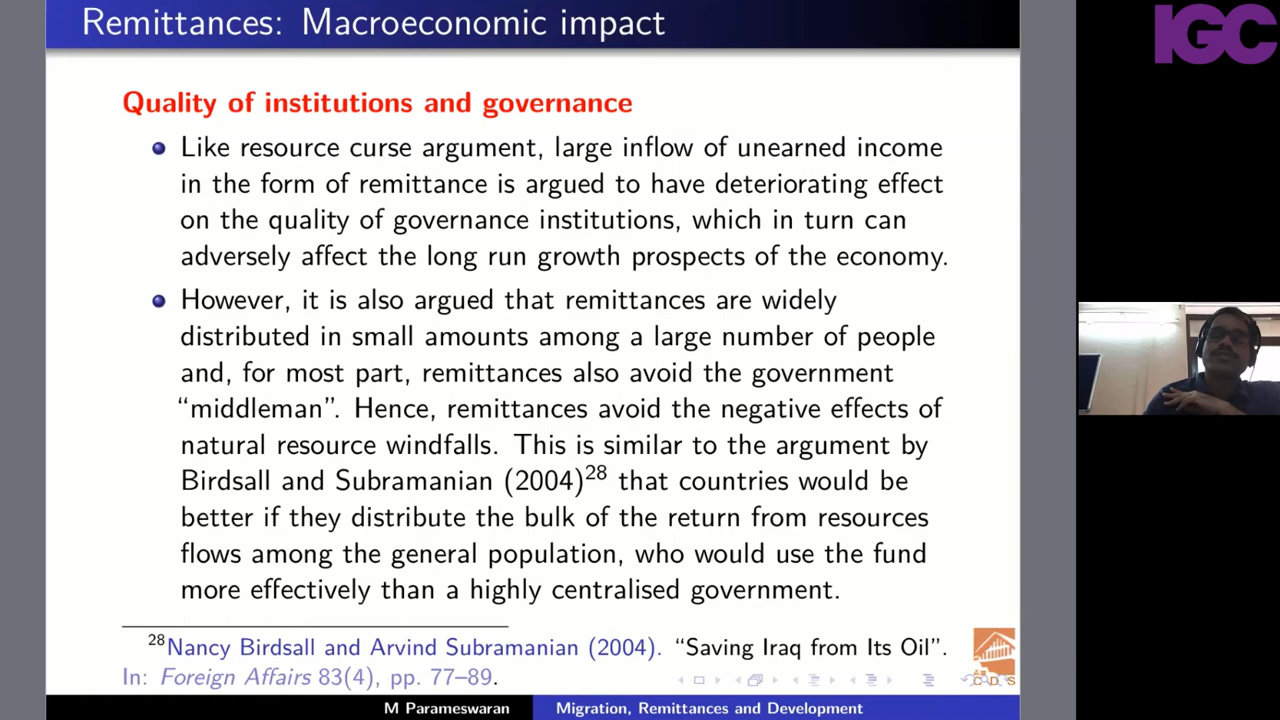 Remittances: Macroeconomic impact
IGC
Quality of institutions and governance
Like resource curse argument, large inflow of unearned income
in the form of remittance is argued to have deteriorating effect
on the quality of governance institutions, which in turn can
adversely affect the long run growth prospects of the economy.
However, it is also argued that remittances are widely
distributed in small amounts among a large number of people
and, for most part, remittances also avoid the government
“middleman”. Hence, remittances avoid the negative effects of
natural resource windfalls. This is similar to the argument by
Birdsall and Subramanian (2004)28 that countries would be
better if they distribute the bulk of the return from resources
flows among the general population, who would use the fund
more effectively than a highly centralised government.
28Nancy Birdsall and Arvind Subramanian (2004). “Saving Iraq from Its Oil”.
In: Foreign Affairs 83(4), pp. 77–89.
CDS
M Parameswaran
Migration, Remittances and Development